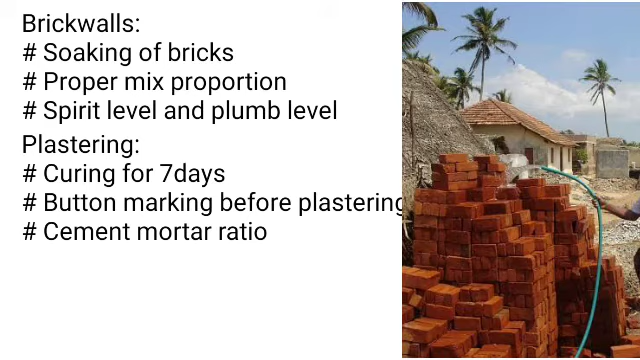 Brickwalls:
# Soaking of bricks
# Proper mix proportion
# Spirit level and plumb level
Plastering:
# Curing for 7days
# Button marking before plastering
# Cement mortar ratio